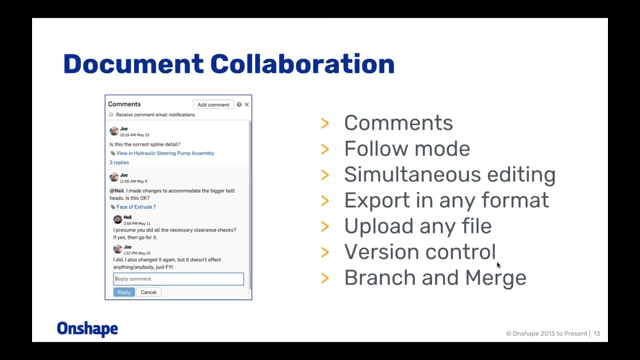 Document Collaboration
Comments
Add comment
Receive comment email notifications
Joe
10:18 AM May 23
Is this the correct spline detail?
View in Hydraulic Steering Pump Assembly
3 replies
Joe
11:50 AM May 9
@Neil. I made changes to accommodate the bigger bolt
heads. Is this OK?
Face of Extrude 7
Neil
3:58 PM May 11
I presume you did all the necessary clearance checks?
If yes, then go for it.
Joe
1:57 PM May 15
I did, I also changed it again, but it doesn't affect
anything/anybody, just FYI
Reply comment
Reply
Cancel
> Comments
> Follow mode
> Simultaneous editing
> Export in any format
> Upload any file
> Version control
> Branch and Merge
Onshape
© Onshape 2013 to Present | 13